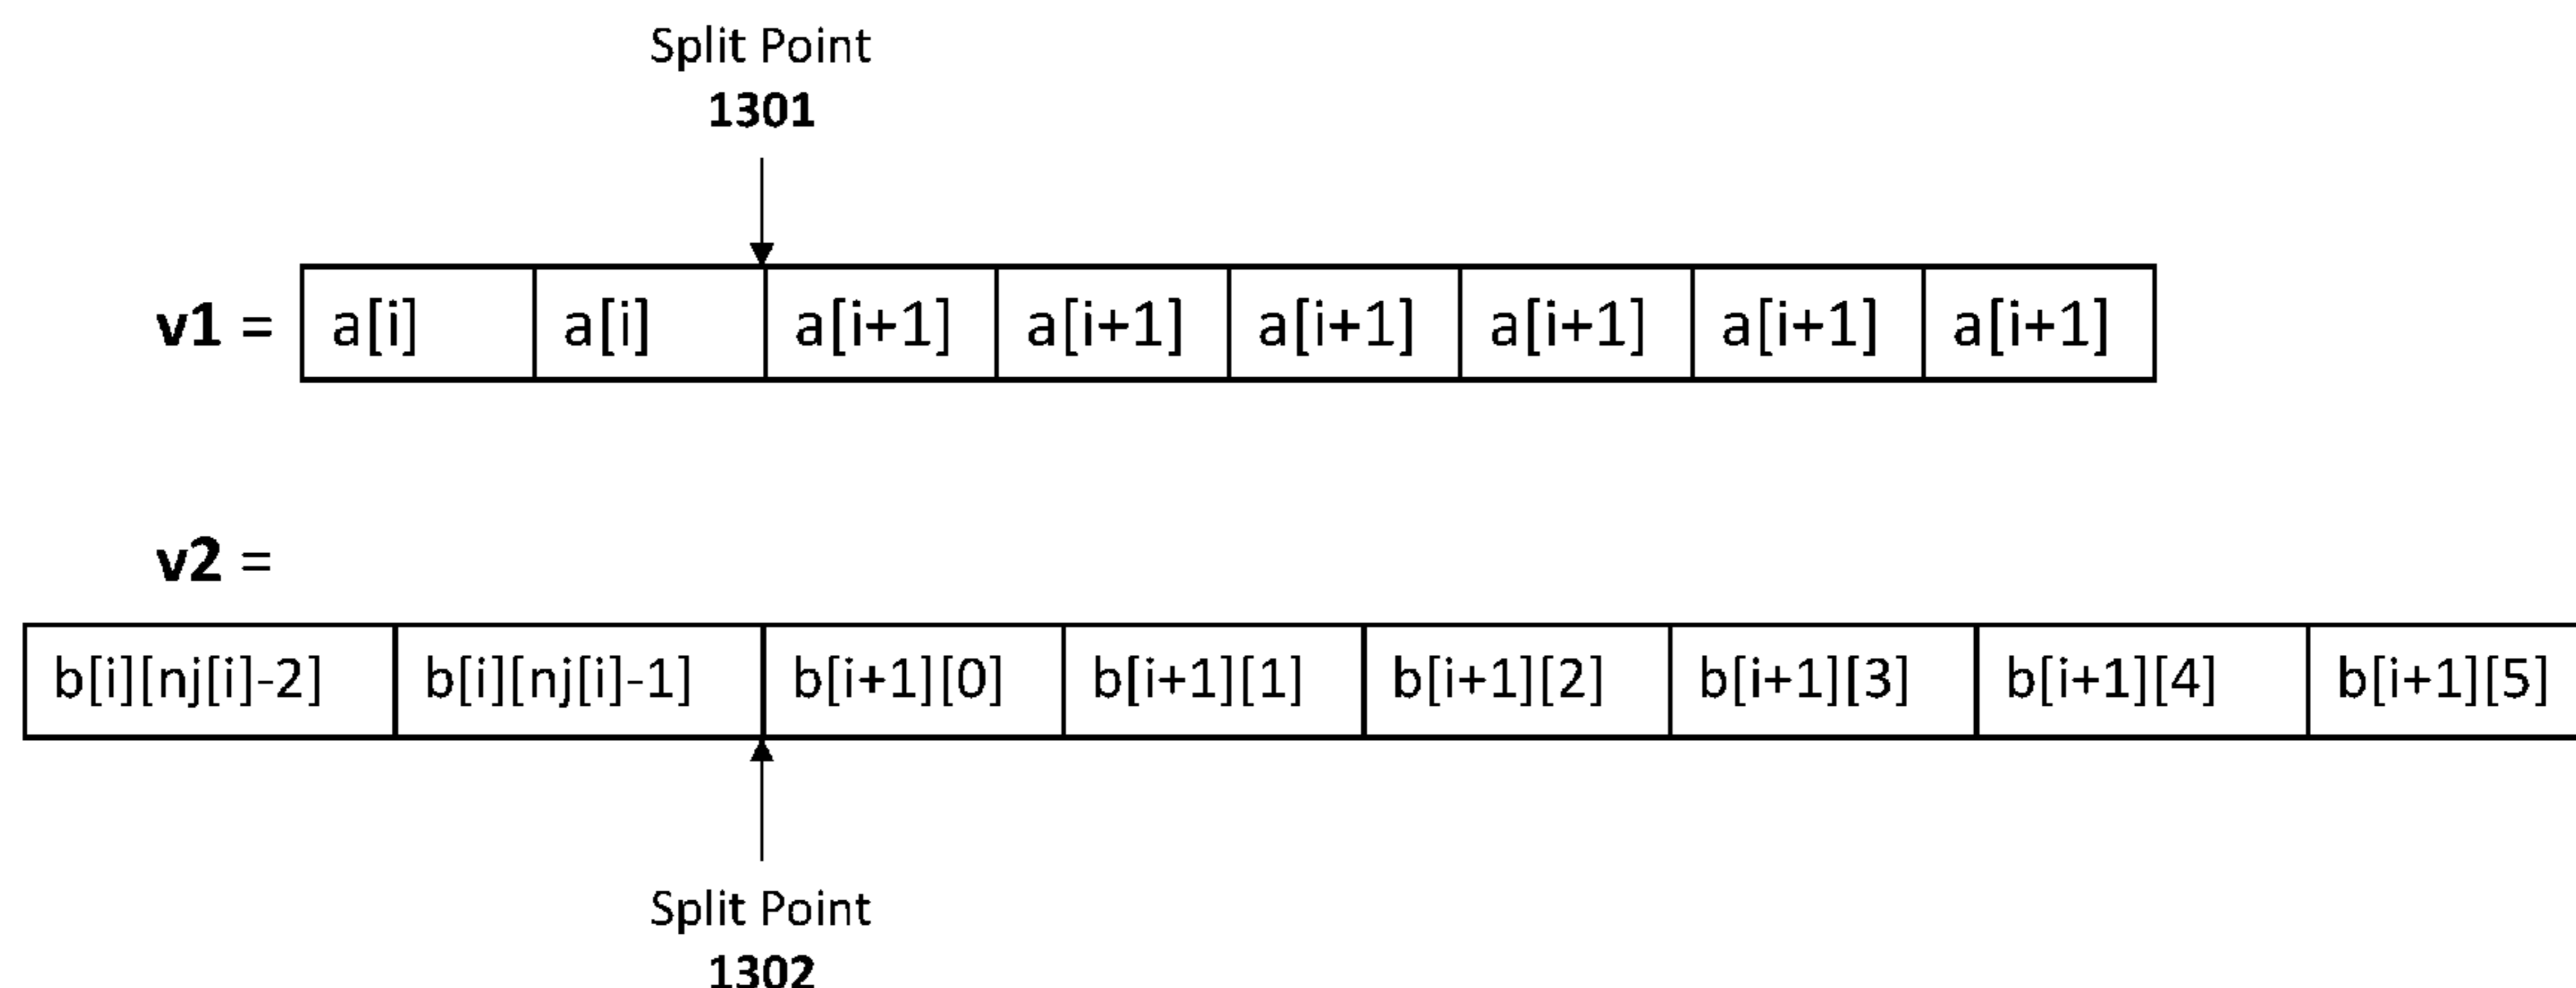 Split Point
1301
v1 = a[i] a[i] a[i+1] a[i+1] a[i+1] a[i+1] a[i+1] a[i+1]
v2 =
b[i][nj[i]-2] b[i][nj[i]-1] b[i+1][0] b[i+1][1] b[i+1][2] b[i+1][3] b[i+1][4] b[i+1][5]
Split Point
1302